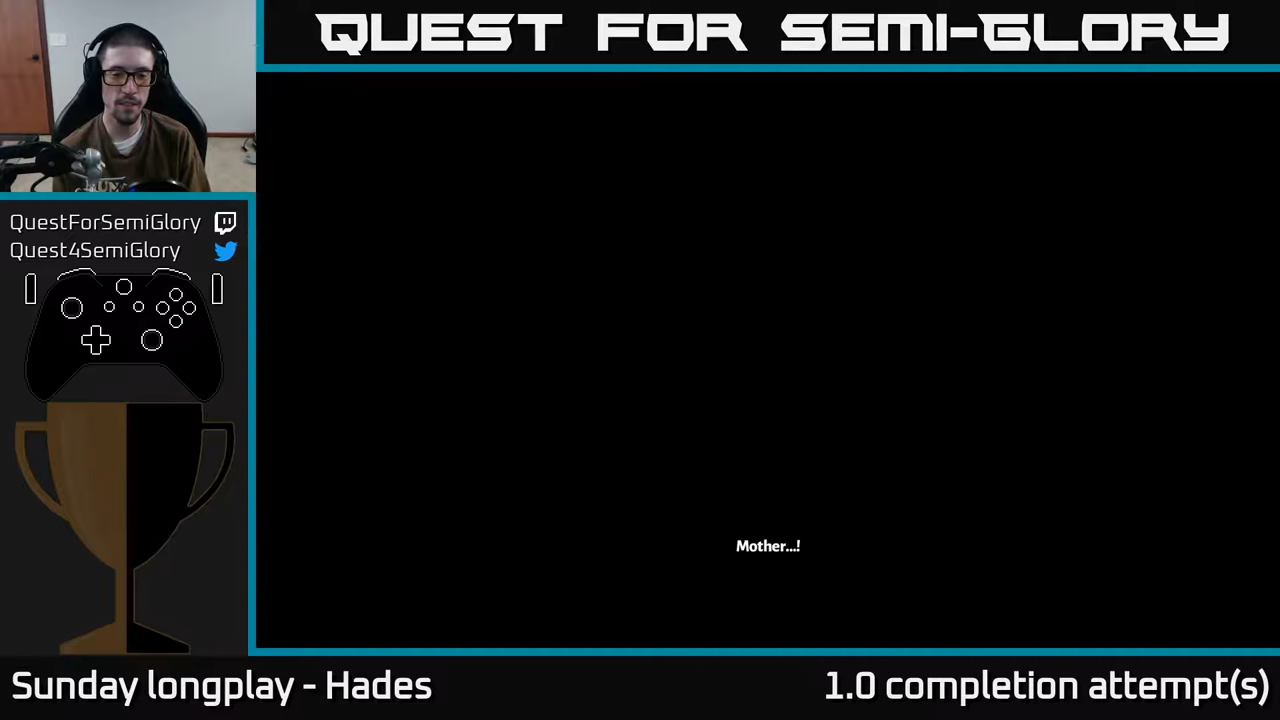 QUEST FOR SEMI-GLORY
QuestForSemiGlory
Quest4SemiGlory
Mother...!
Sunday longplay - Hades
1.0 completion attempt(s)